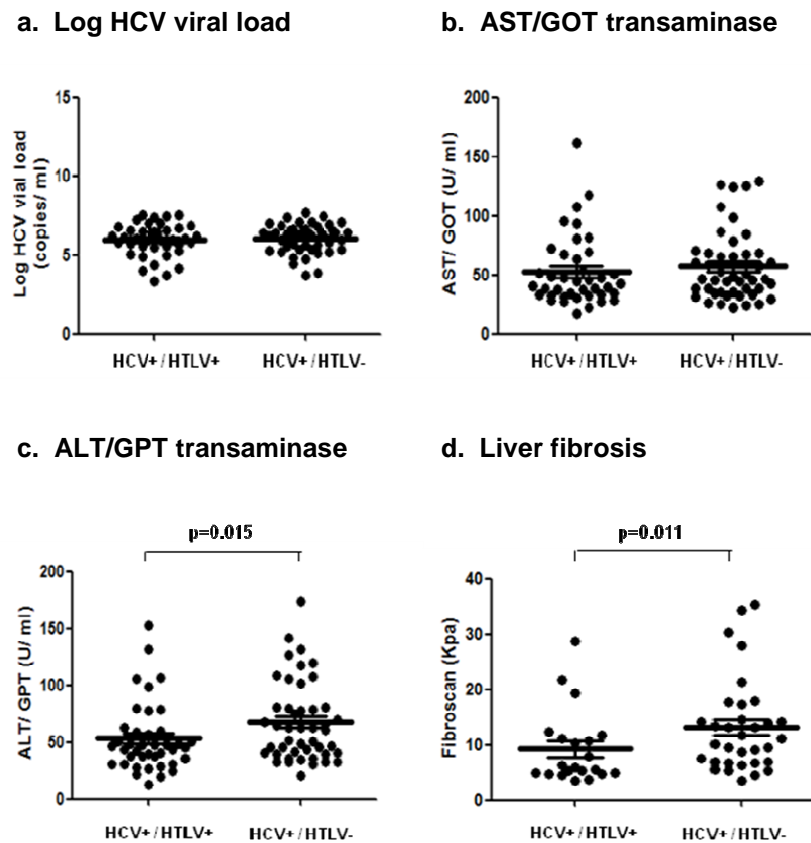 a. Log HCV viral load
15
10
5
0
Log HCV vial load
(copies/ ml)
HCV+/HTLV+
HCV+/HTLV-
b. AST/GOT transaminase
200
150
100
50
0
AST/ GOT (U/ ml)
HCV+/HTLV+
HCV+/HTLV-
c. ALT/GPT transaminase
p=0.015
200
150
100
50
0
ALT/ GPT (U/ ml)
HCV+/HTLV+
HCV+/HTLV-
d. Liver fibrosis
p=0.011
40
30
20
10
0
Fibroscan (Kpa)
HCV+/HTLV+
HCV+/HTLV-